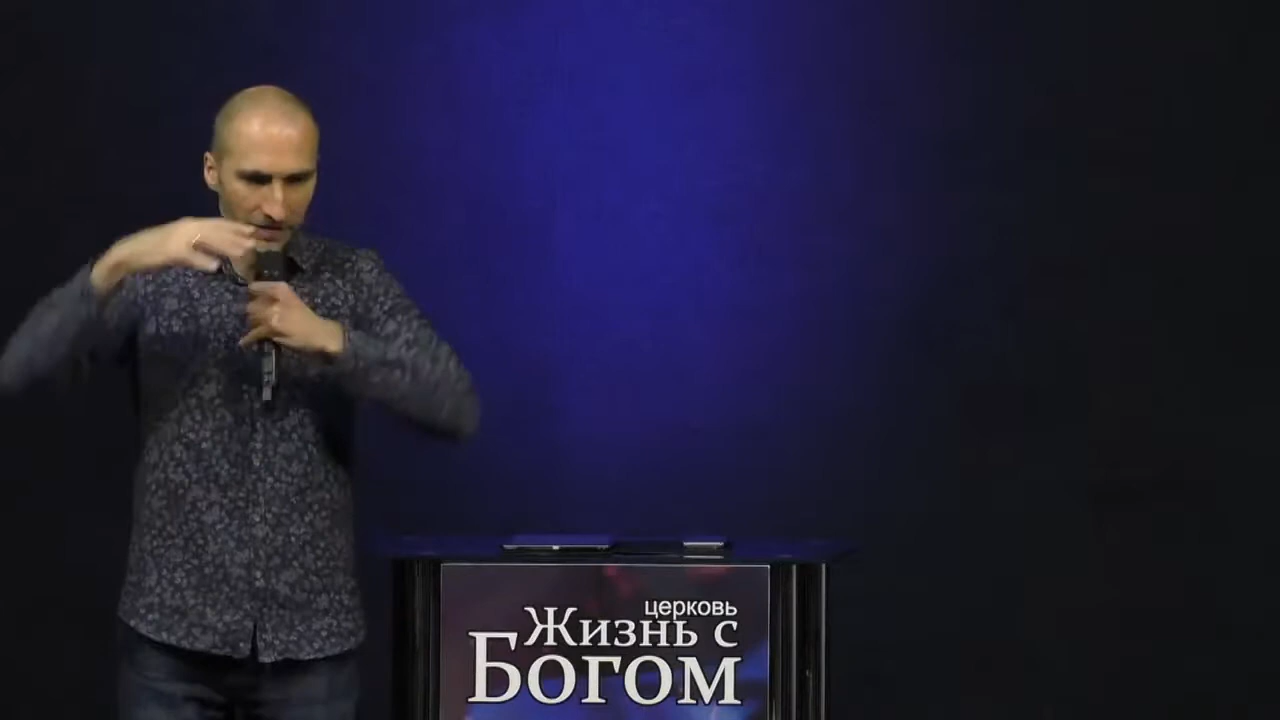 церковь
Жизнь с
Богом